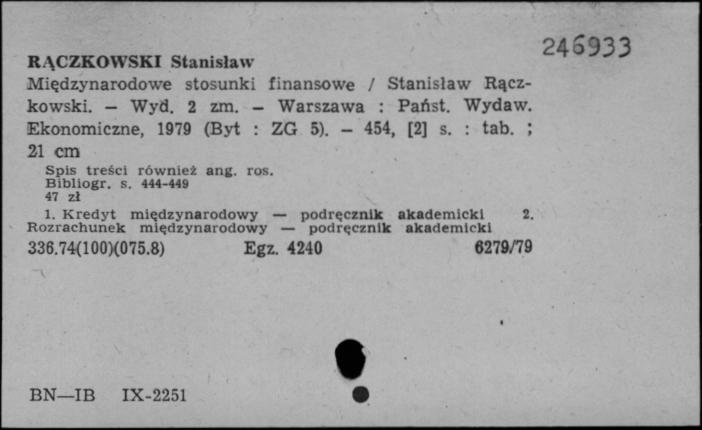 246933
RĄCZKOWSKI Stanisław
Międzynarodowe stosunki finansowe / Stanisław Rącz-
kowski. — Wyd. 2 zm. — Warszawa : Państ. Wydaw.
Ekonomiczne, 1979 (Byt : ZG 5). — 454, [2] s. : tab. ;
21 cm
Spis treści również ang. ros.
Bibliogr. s. 444-449
47 zł
1. Kredyt międzynarodowy — podręcznik akademicki 2.
Rozrachunek międzynarodowy — podręcznik akademicki
336.74(100)(075.8) Egz. 4240 6279/79
BN—IB IX-2251